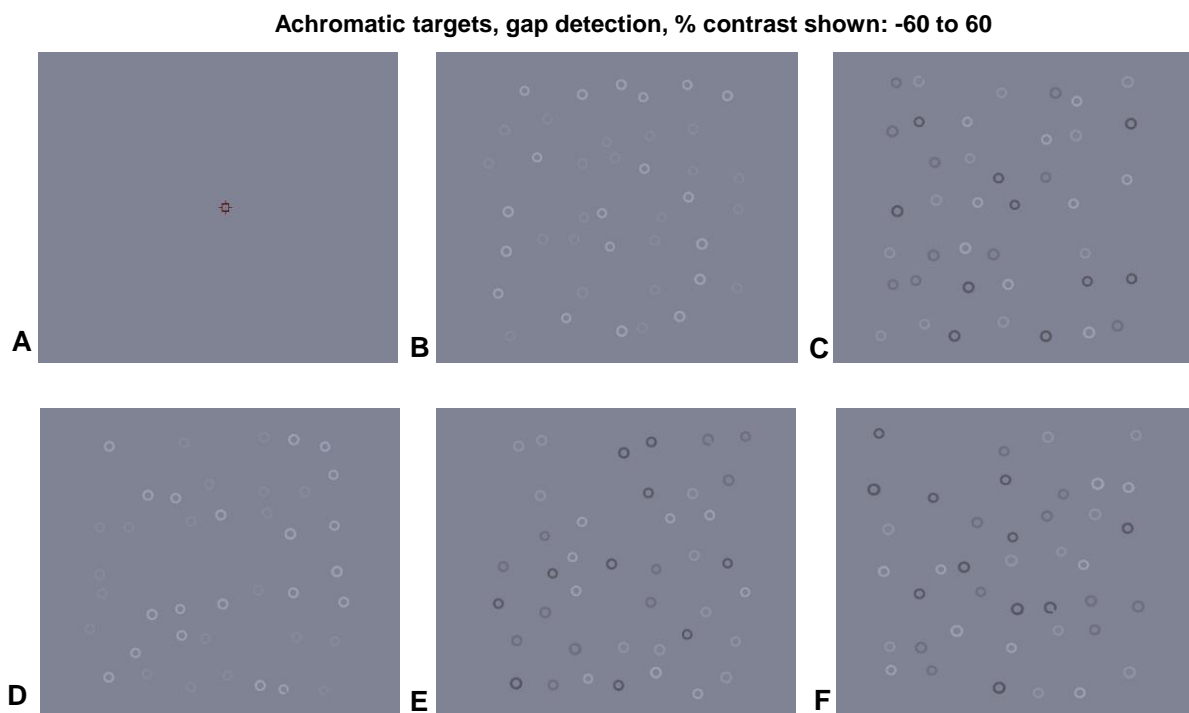 Achromatic targets, gap detection, % contrast shown: -60 to 60
A
B
C
D
E
F